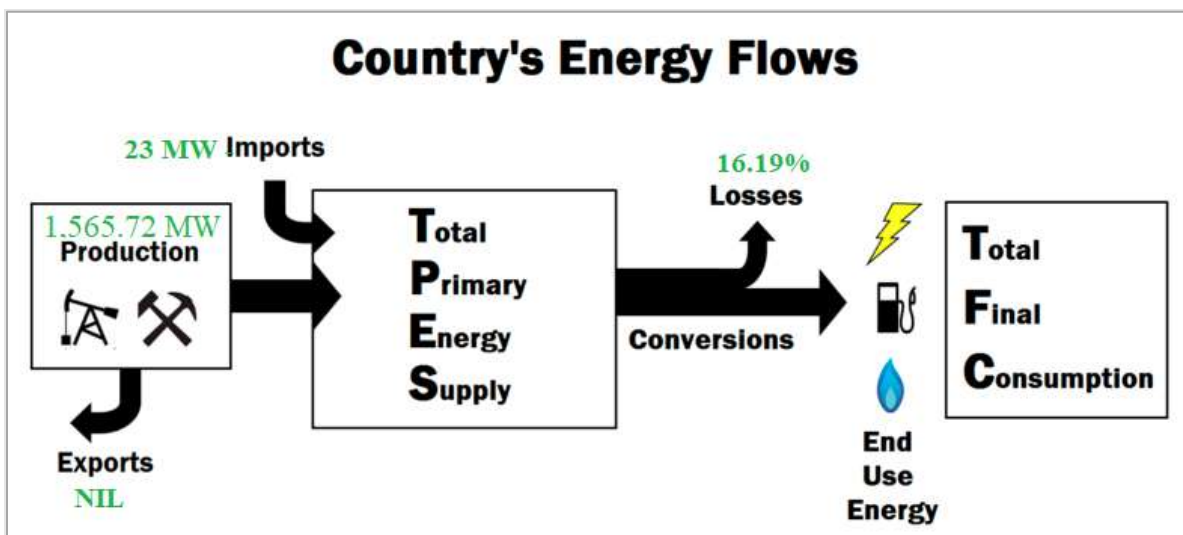 Country's Energy Flows
23 MW Imports
16.19%
Losses
1.565.72 MW
Production
Total
Primary
Energy
Supply
Conversions
Total
Final
Consumption
Exports
NIL
End
Use
Energy